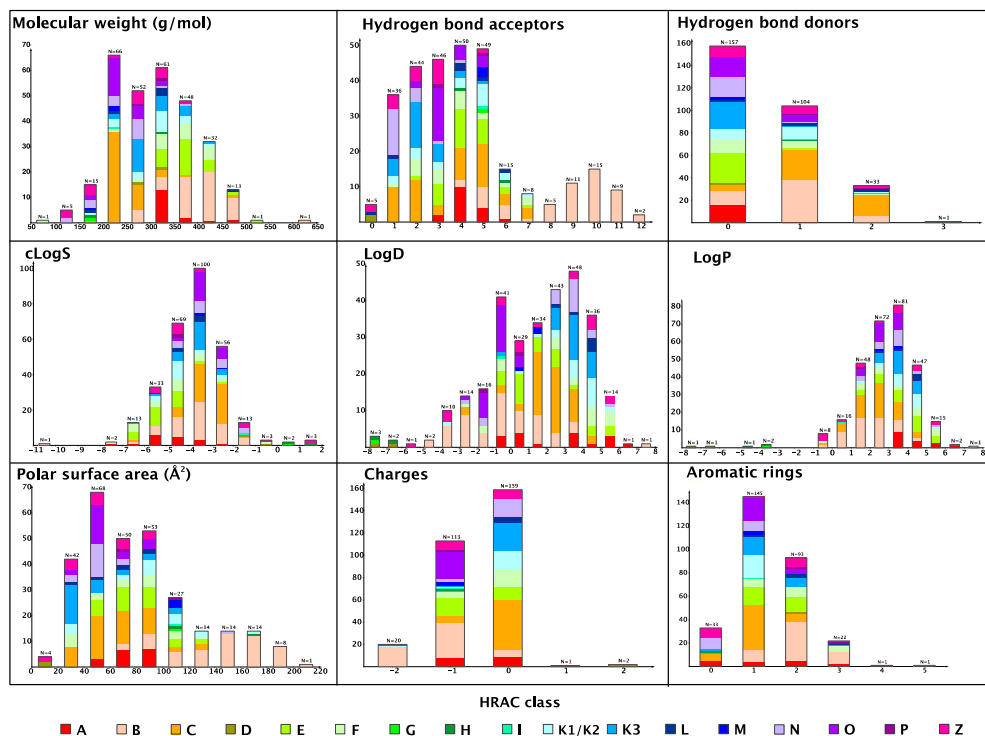 Molecular weight (g/mol)
70
60
50
40
30
20
10
N=1
N=5
N=15
N=66
N=52
N=61
N=48
N=32
N=13
N=1
N=1
50 100 150 200 250 300 350 400 450 500 550 600 650
Hydrogen bond acceptors
50
40
30
20
10
N=5
N=36
N=44
N=46
N=50
N=49
N=15
N=8
N=5
N=11
N=15
N=9
N=2
0 1 2 3 4 5 6 7 8 9 10 11 12
Hydrogen bond donors
160
140
120
100
80
60
40
20
N=157
N=104
N=33
N=1
0 1 2 3
cLogS
100
80
60
40
20
N=1
N=2
N=13
N=33
N=69
N=100
N=56
N=13
N=3
N=2
N=3
−11 −10 −9 −8 −7 −6 −5 −4 −3 −2 −1 0 1 2
LogD
50
40
30
20
10
N=3
N=2
N=1
N=2
N=10
N=14
N=16
N=41
N=29
N=34
N=43
N=48
N=36
N=14
N=1
N=1
−8 −7 −6 −5 −4 −3 −2 −1 0 1 2 3 4 5 6 7 8
LogP
80
70
60
50
40
30
20
10
N=1
N=1
N=1
N=2
N=8
N=16
N=48
N=72
N=81
N=47
N=15
N=2
N=1
−8 −7 −6 −5 −4 −3 −2 −1 0 1 2 3 4 5 6 7 8
Polar surface area (Å²)
70
60
50
40
30
20
10
N=4
N=42
N=68
N=50
N=53
N=27
N=14
N=14
N=14
N=8
N=1
0 20 40 60 80 100 120 140 160 180 200 220
Charges
160
140
120
100
80
60
40
20
N=20
N=113
N=159
N=1
N=2
−2 −1 0 1 2
Aromatic rings
140
120
100
80
60
40
20
N=33
N=145
N=93
N=22
N=1
N=1
0 1 2 3 4 5
HRAC class
A B C D E F G H I K1/K2 K3 L M N O P Z